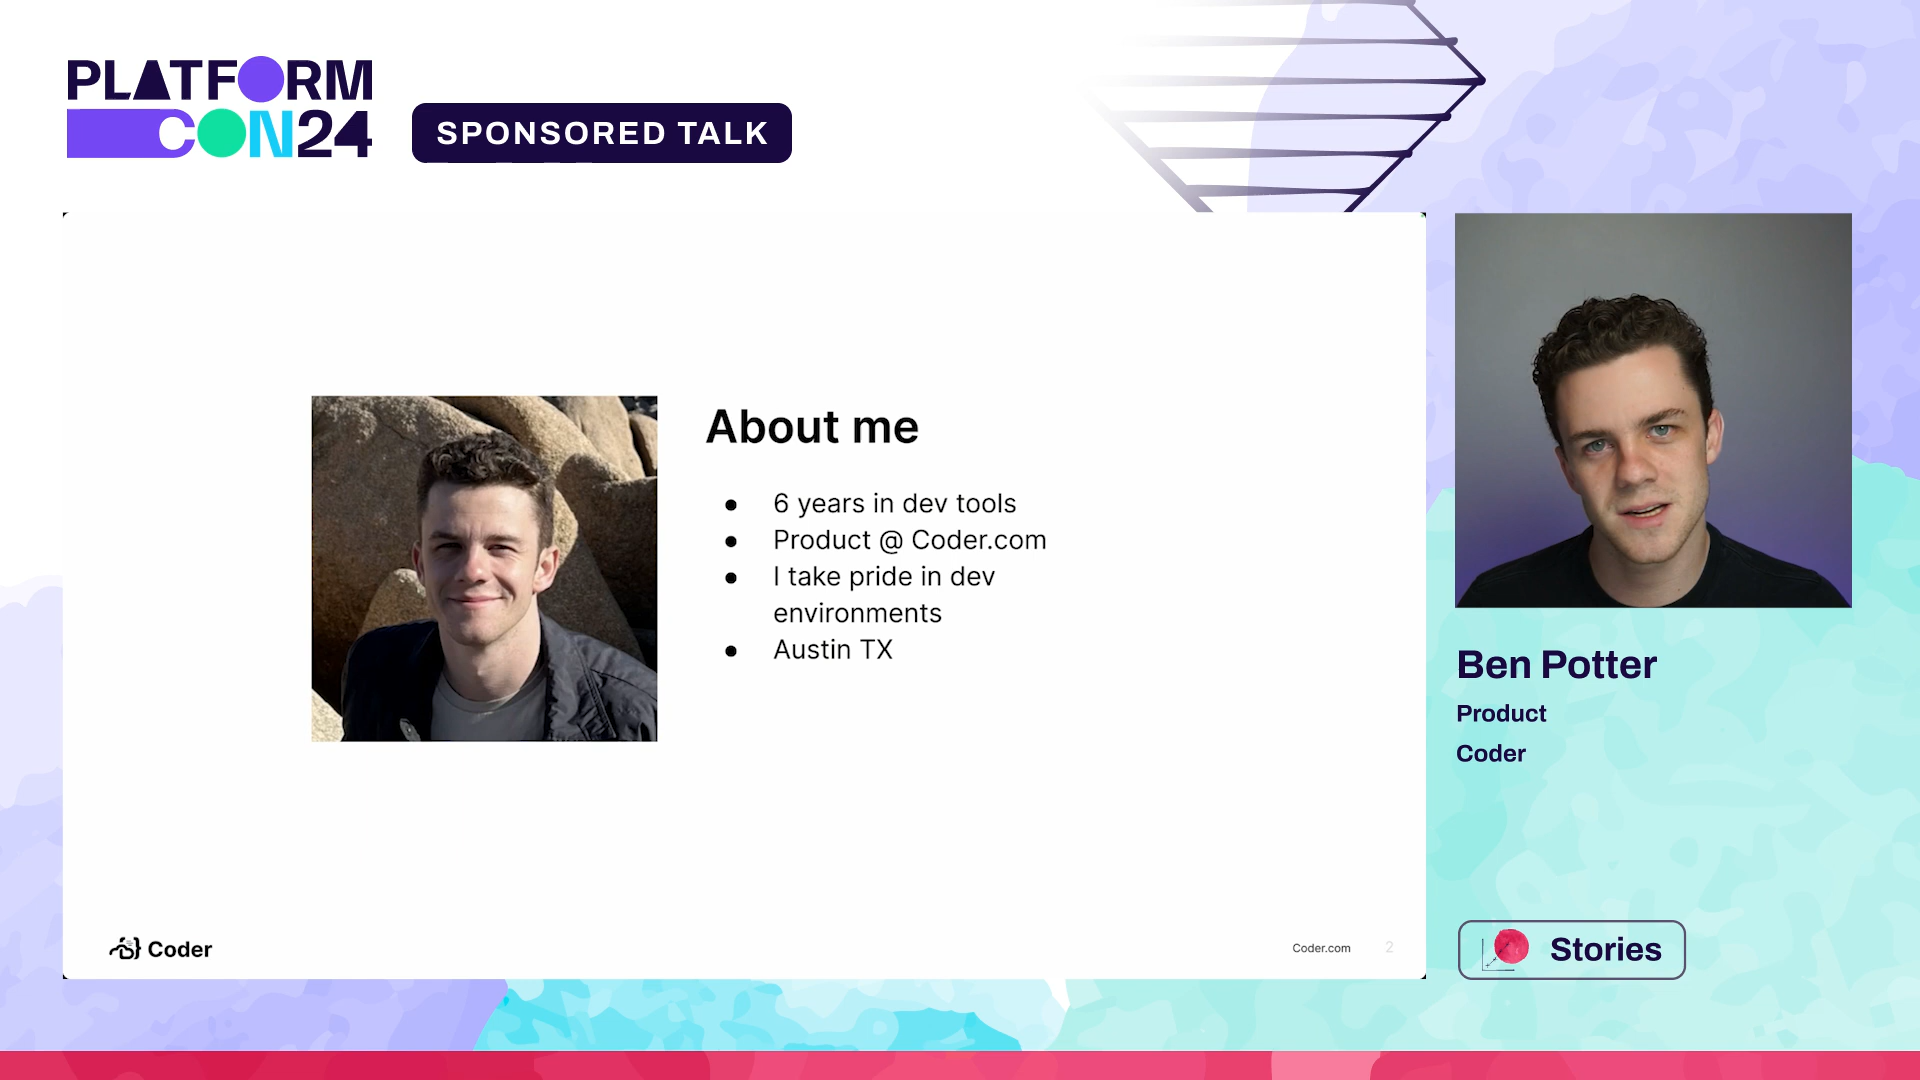 PLATFORM
CON24
SPONSORED TALK
About me
● 6 years in dev tools
● Product @ Coder.com
● I take pride in dev
environments
● Austin TX
Coder
Coder.com 2
Ben Potter
Product
Coder
Stories